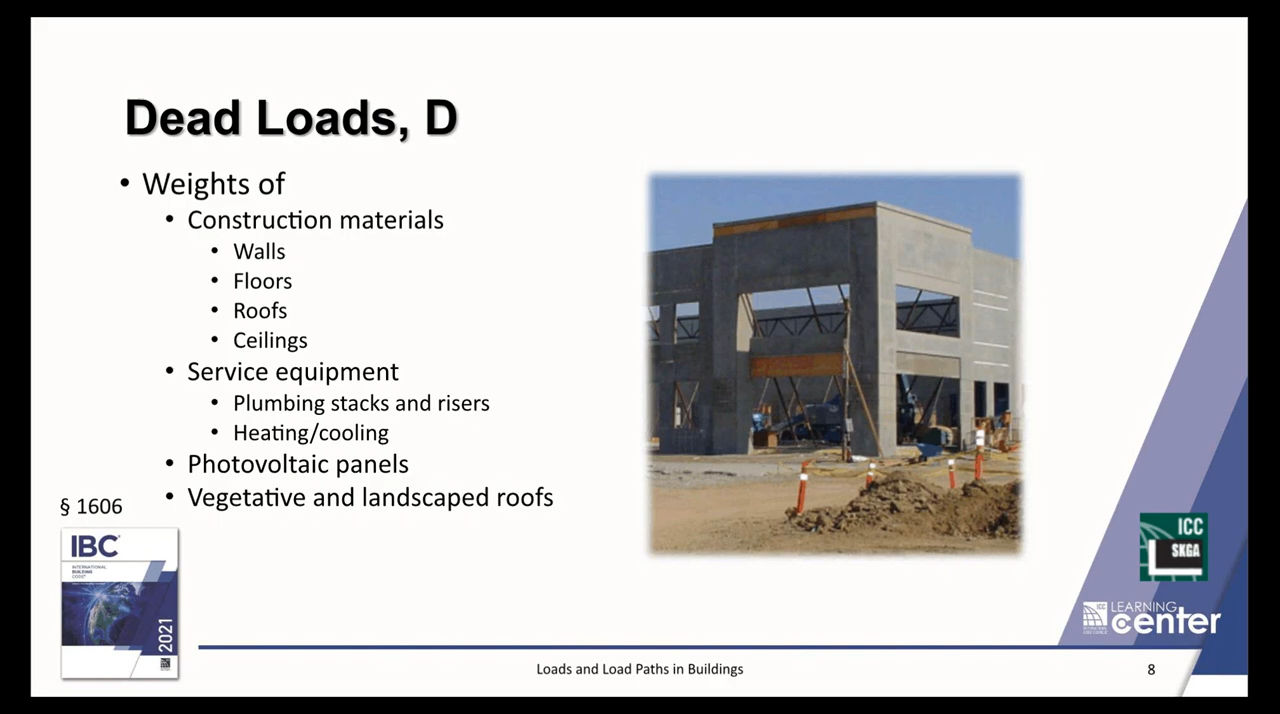 Dead Loads, D
• Weights of
• Construction materials
• Walls
• Floors
• Roofs
• Ceilings
• Service equipment
• Plumbing stacks and risers
• Heating/cooling
• Photovoltaic panels
• Vegetative and landscaped roofs
§ 1606
IBC
INTERNATIONAL
BUILDING
CODE
2021
ICC
SKGA
ICC
LEARNING
center
Loads and Load Paths in Buildings
8